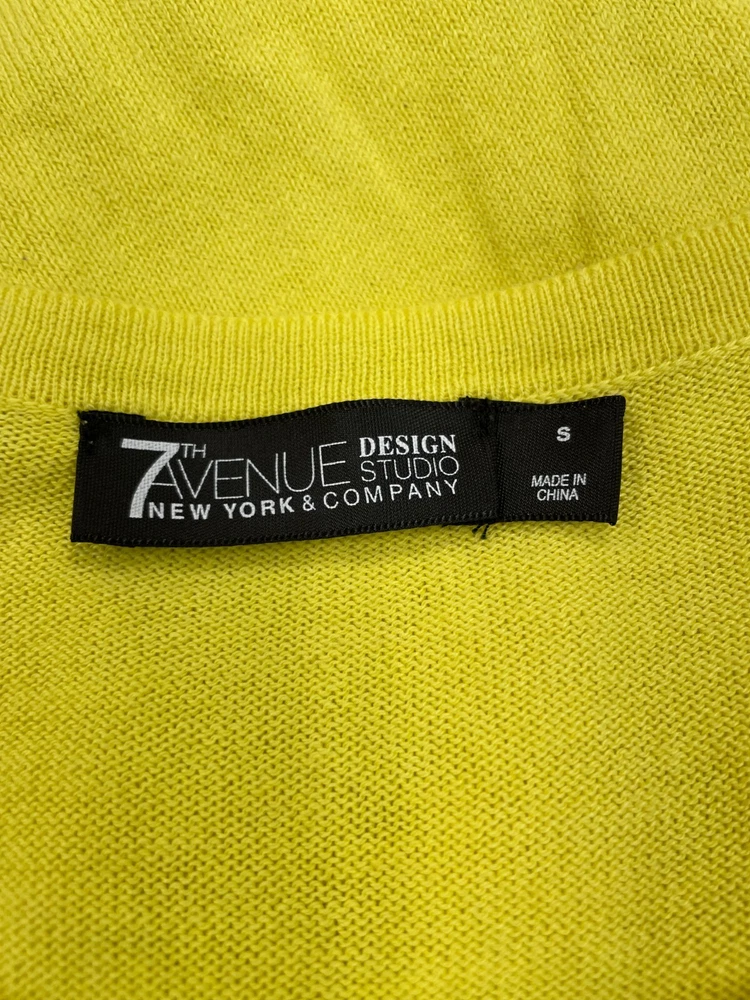 7TH AVENUE DESIGN STUDIO
NEW YORK & COMPANY
S
MADE IN
CHINA